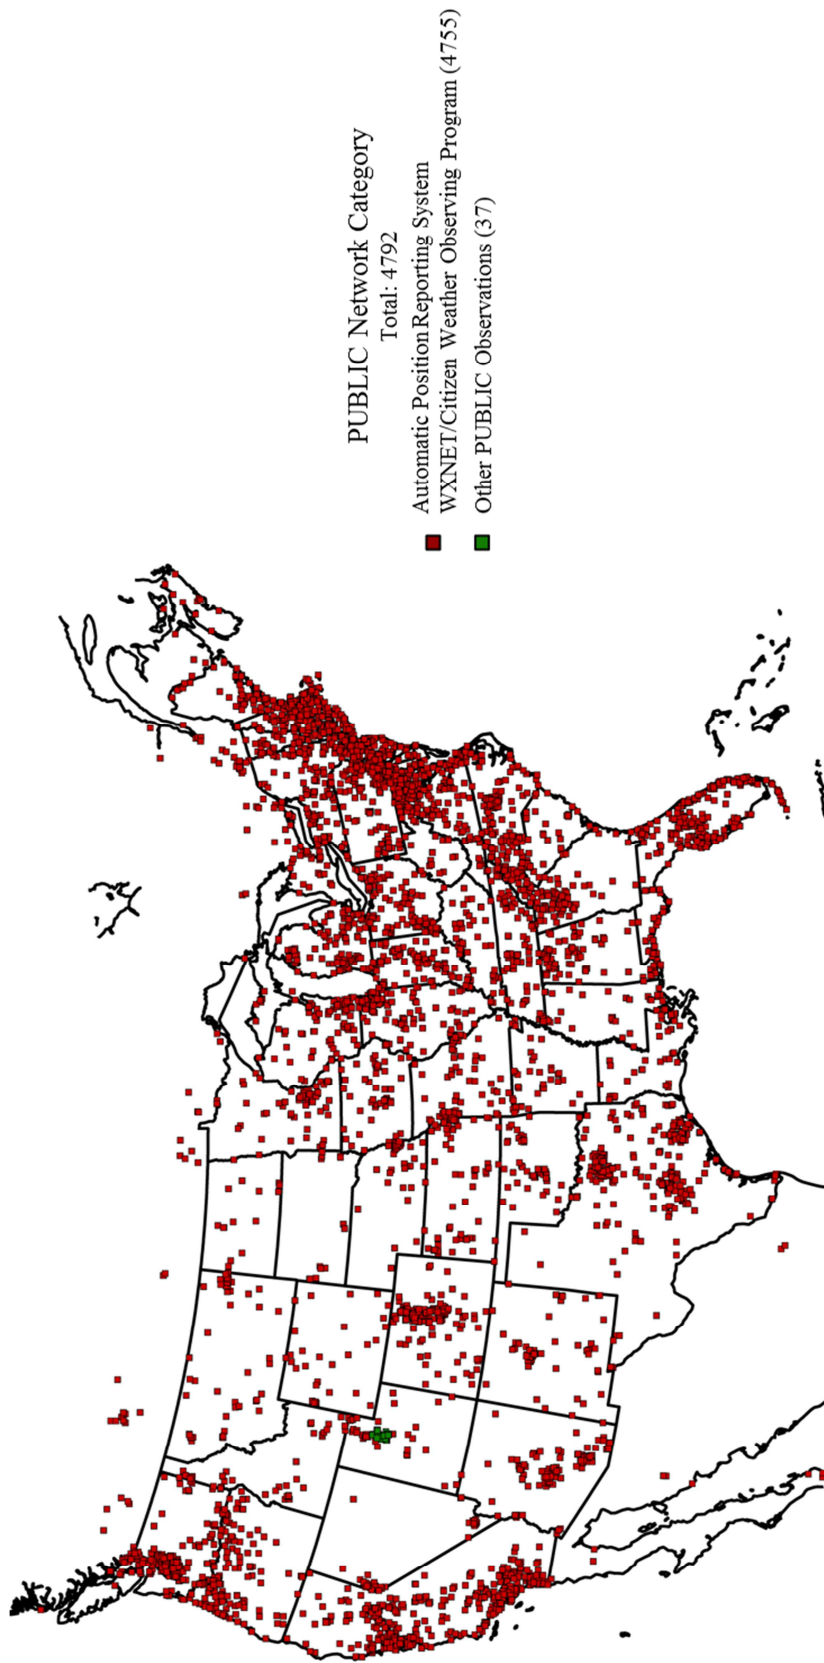 PUBLIC Network Category
Total: 4792
Automatic Position Reporting System
WXNET/Citizen Weather Observing Program (4755)
Other PUBLIC Observations (37)